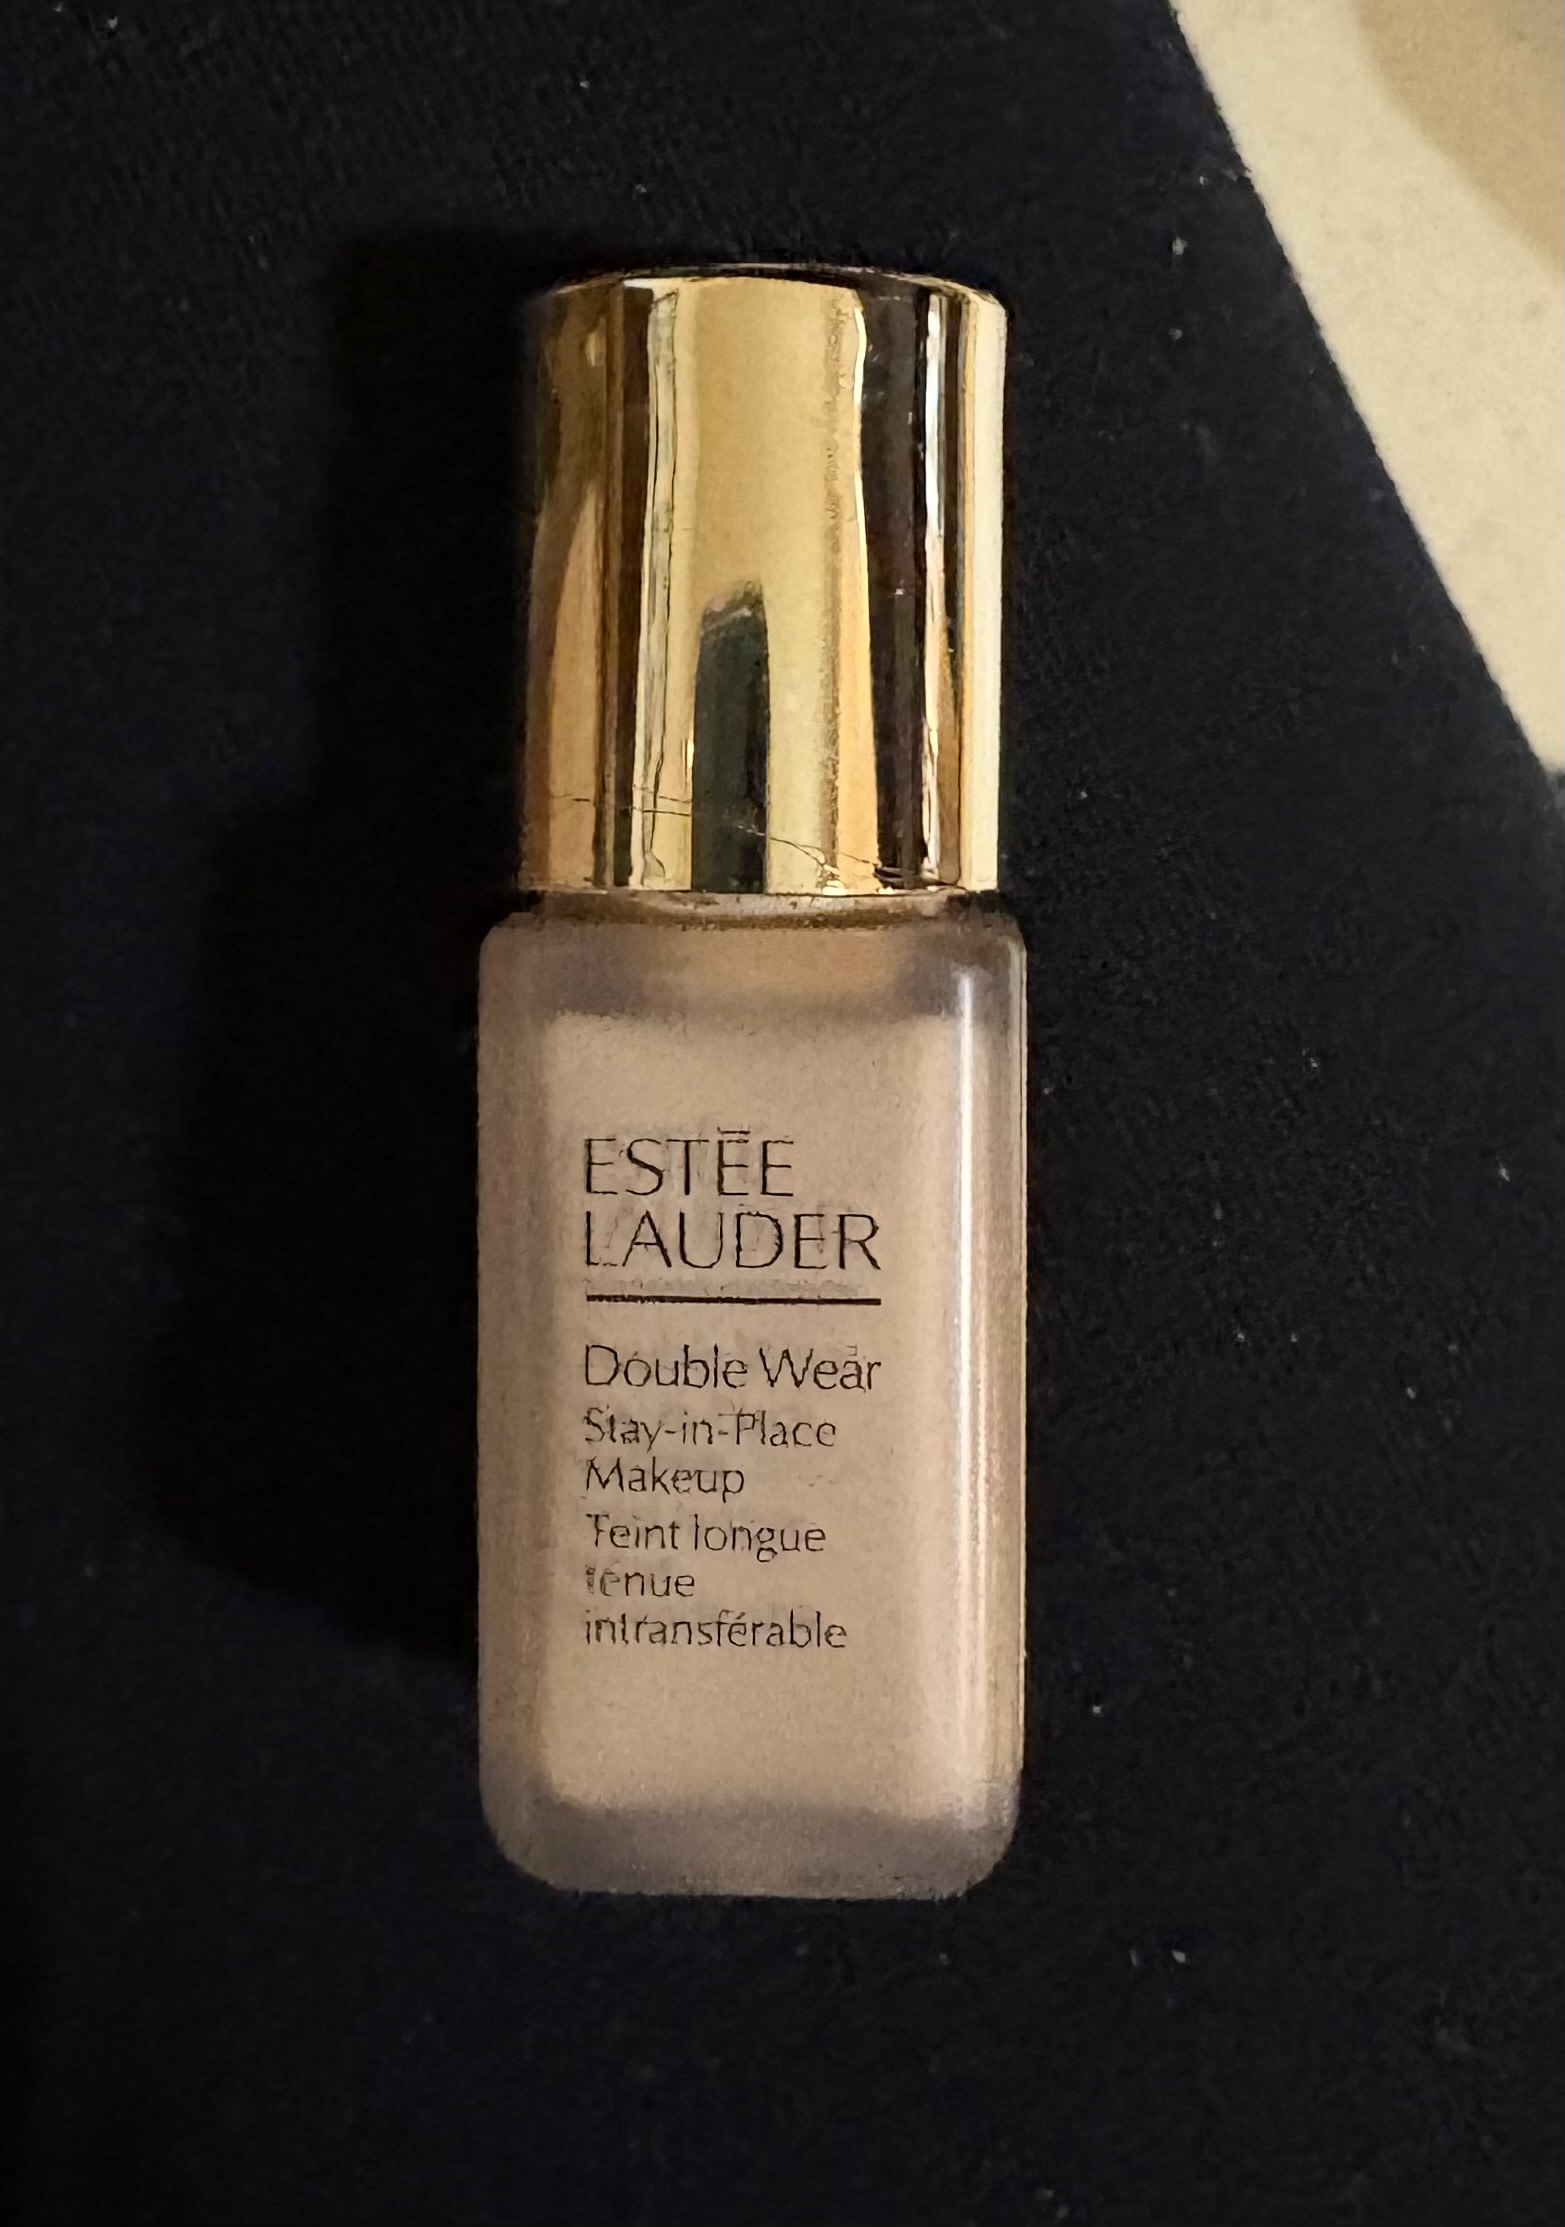 ESTĒE
LAUDER
Double Wear
Stay-in-Place
Makeup
Teint longue
tenue
intransférable